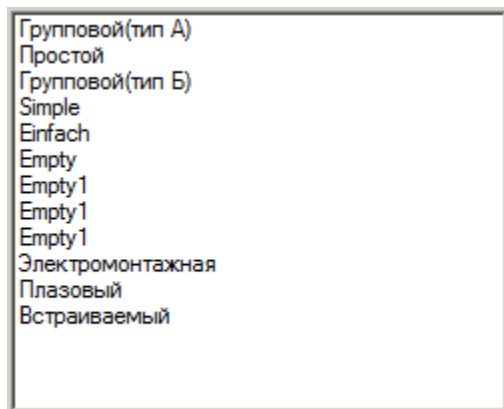 Групповой(тип А)
Простой
Групповой(тип Б)
Simple
Einfach
Empty
Empty1
Empty1
Empty1
Электромонтажная
Плазовый
Встраиваемый